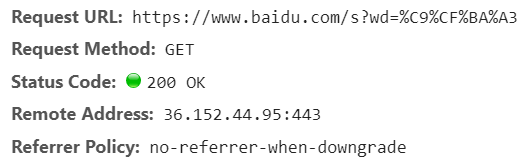 Request URL: https://www.baidu.com/s?wd=%C9%CF%BA%A3
Request Method: GET
Status Code: 200 OK
Remote Address: 36.152.44.95:443
Referrer Policy: no-referrer-when-downgrade